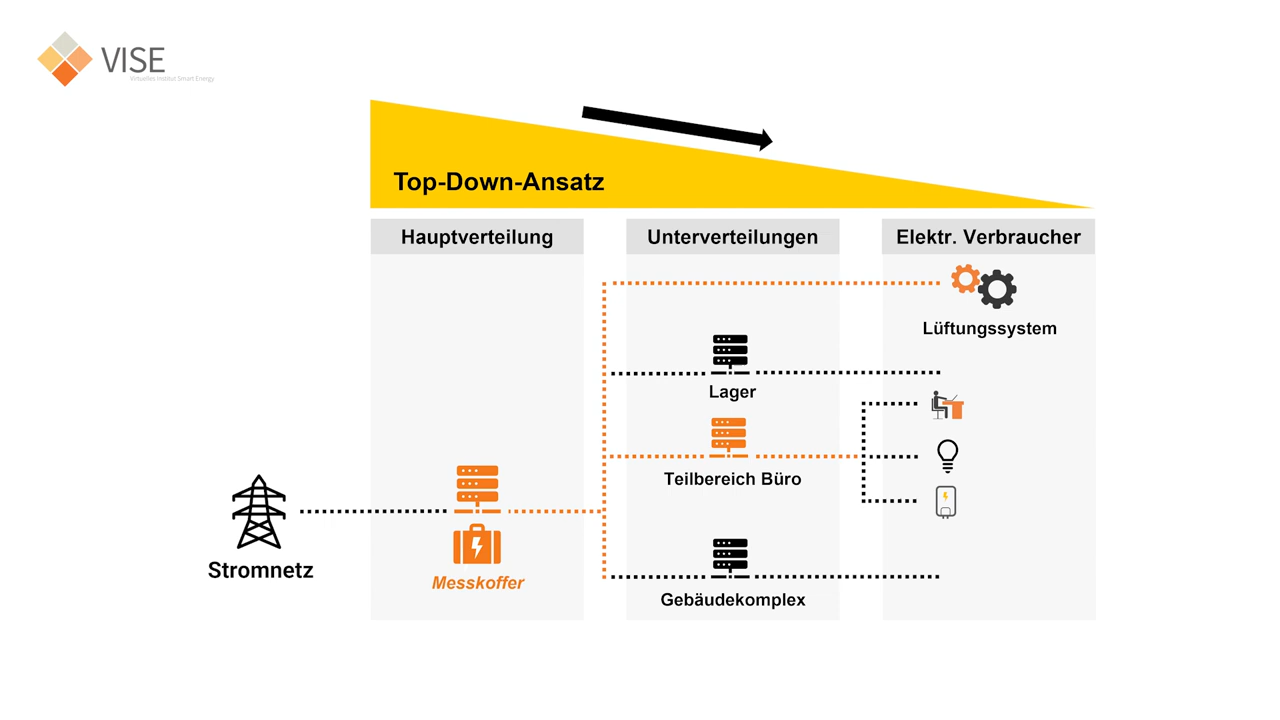 VISE
Virtuelles Institut Smart Energy
Top-Down-Ansatz
Hauptverteilung
Unterverteilungen
Elektr. Verbraucher
Lüftungssystem
Lager
Teilbereich Büro
Stromnetz
Messkoffer
Gebäudekomplex